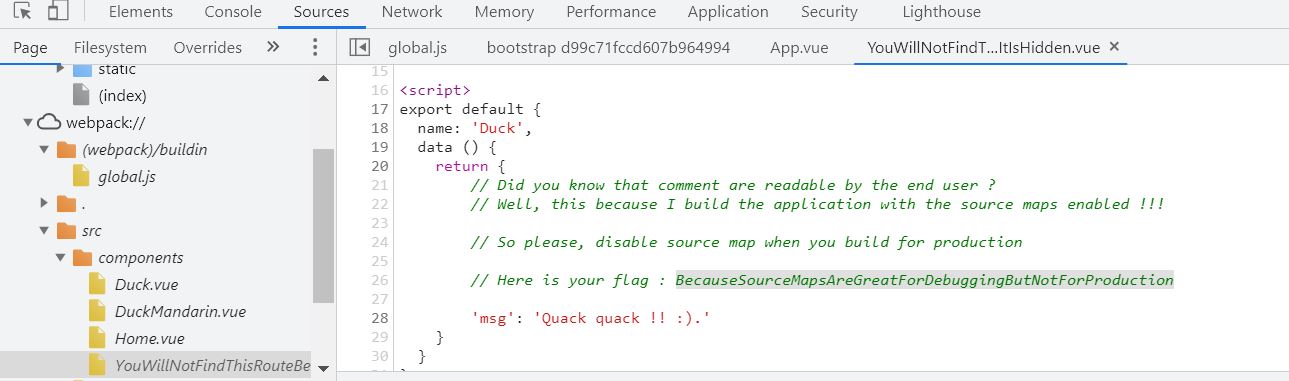 Elements Console Sources Network Memory Performance Application Security Lighthouse
Page Filesystem Overrides » global.js bootstrap d99c71fccd607b964994 App.vue YouWillNotFindT…ItIsHidden.vue ×
static
(index)
webpack://
(webpack)/buildin
global.js
.
src
components
Duck.vue
DuckMandarin.vue
Home.vue
YouWillNotFindThisRouteBe
15
16 <script>
17 export default {
18 name: 'Duck',
19 data () {
20 return {
21 // Did you know that comment are readable by the end user ?
22 // Well, this because I build the application with the source maps enabled !!!
23
24 // So please, disable source map when you build for production
25
26 // Here is your flag : BecauseSourceMapsAreGreatForDebuggingButNotForProduction
27
28 'msg': 'Quack quack !! :).'
29 }
30 }